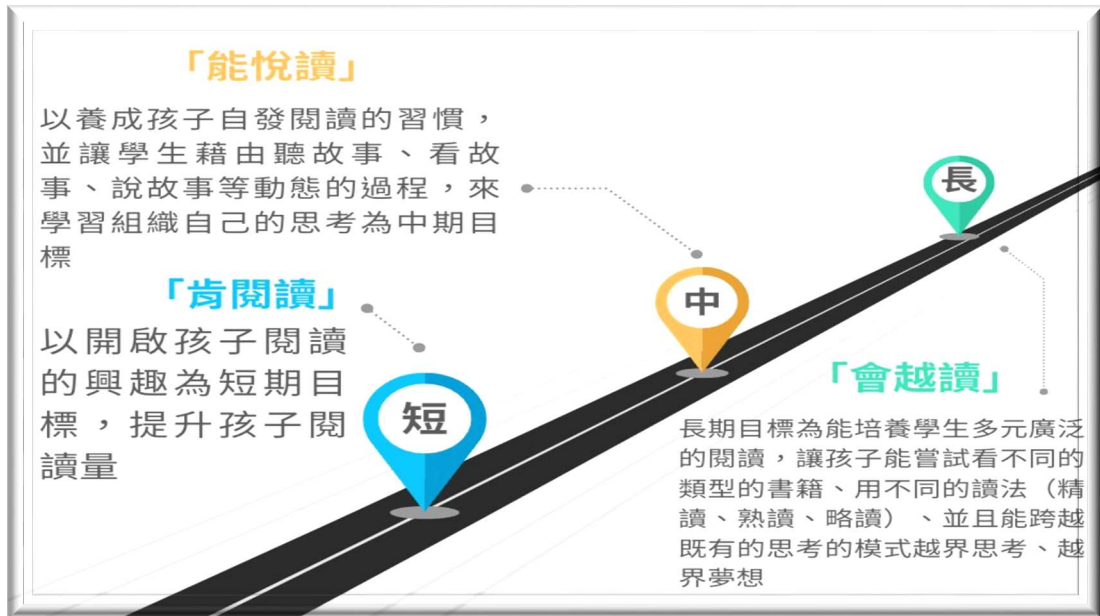 「能悅讀」
以養成孩子自發閱讀的習慣，
並讓學生藉由聽故事、看故
事、說故事等動態的過程，來
學習組織自己的思考為中期目
標
「肯閱讀」
以開啟孩子閱讀
的興趣為短期目
標，提升孩子閱
讀量
短
中
長
「會越讀」
長期目標為能培養學生多元廣泛
的閱讀，讓孩子能嘗試看不同的
類型的書籍、用不同的讀法（精
讀、熟讀、略讀）、並且能跨越
既有的思考的模式越界思考、越
界夢想